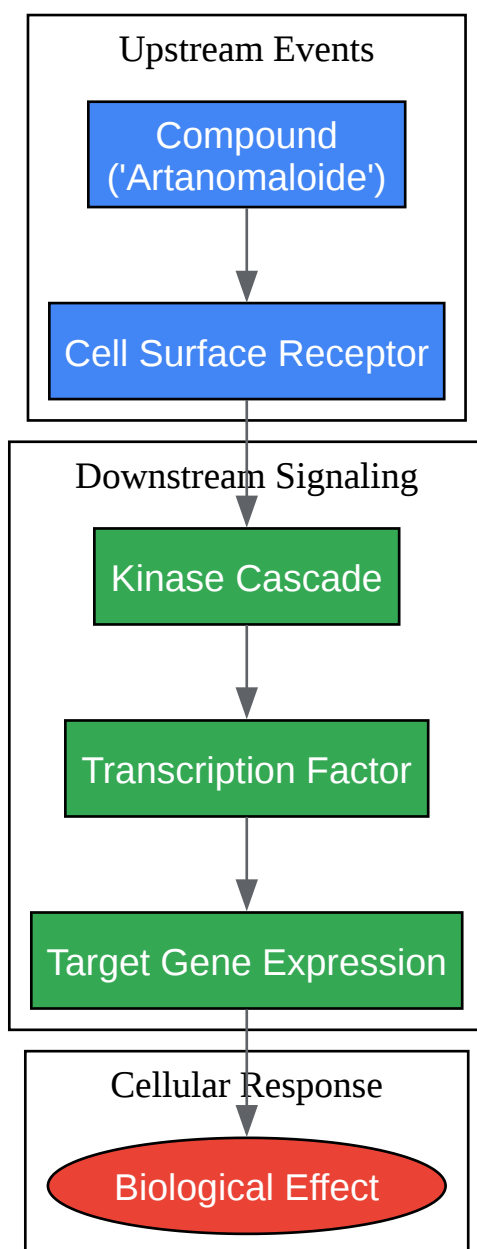 Upstream Events
Compound
('Artanomaloide')
Cell Surface Receptor
Downstream Signaling
Kinase Cascade
Transcription Factor
Target Gene Expression
Cellular Response
Biological Effect